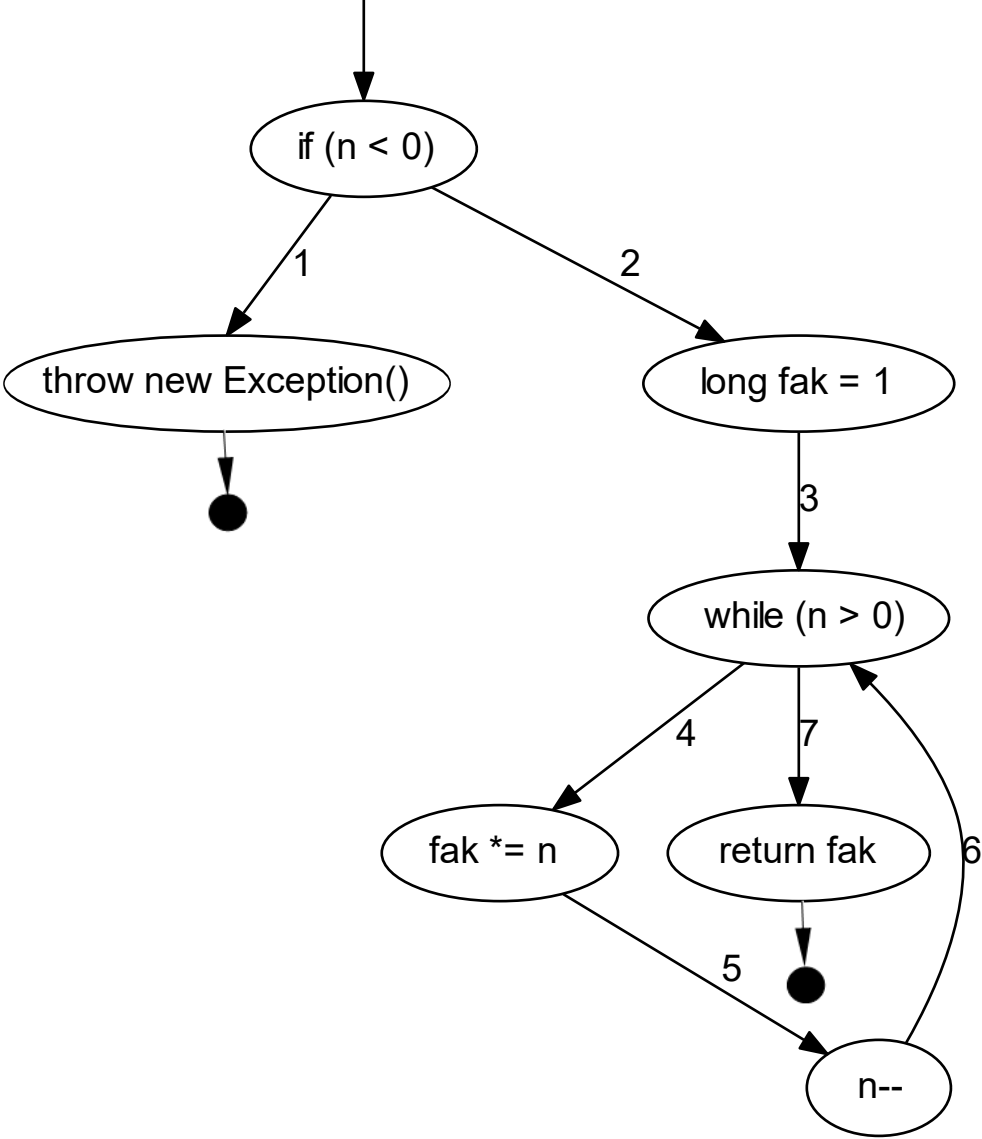 if (n < 0)
1
2
throw new Exception()
long fak = 1
3
while (n > 0)
4
7
fak *= n
return fak
6
5
n--